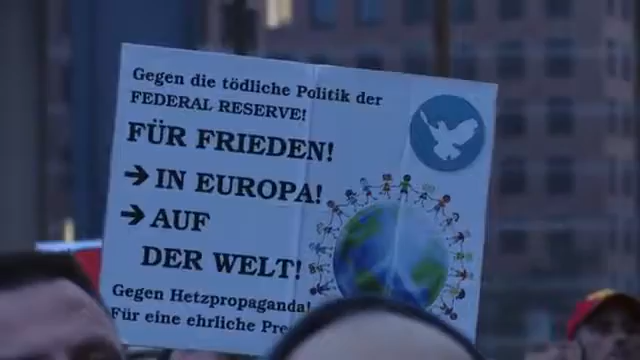 Gegen die tödliche Politik der
FEDERAL RESERVE!
FÜR FRIEDEN!
→ IN EUROPA!
→ AUF
DER WELT!
Gegen Hetzpropaganda!
Für eine ehrliche